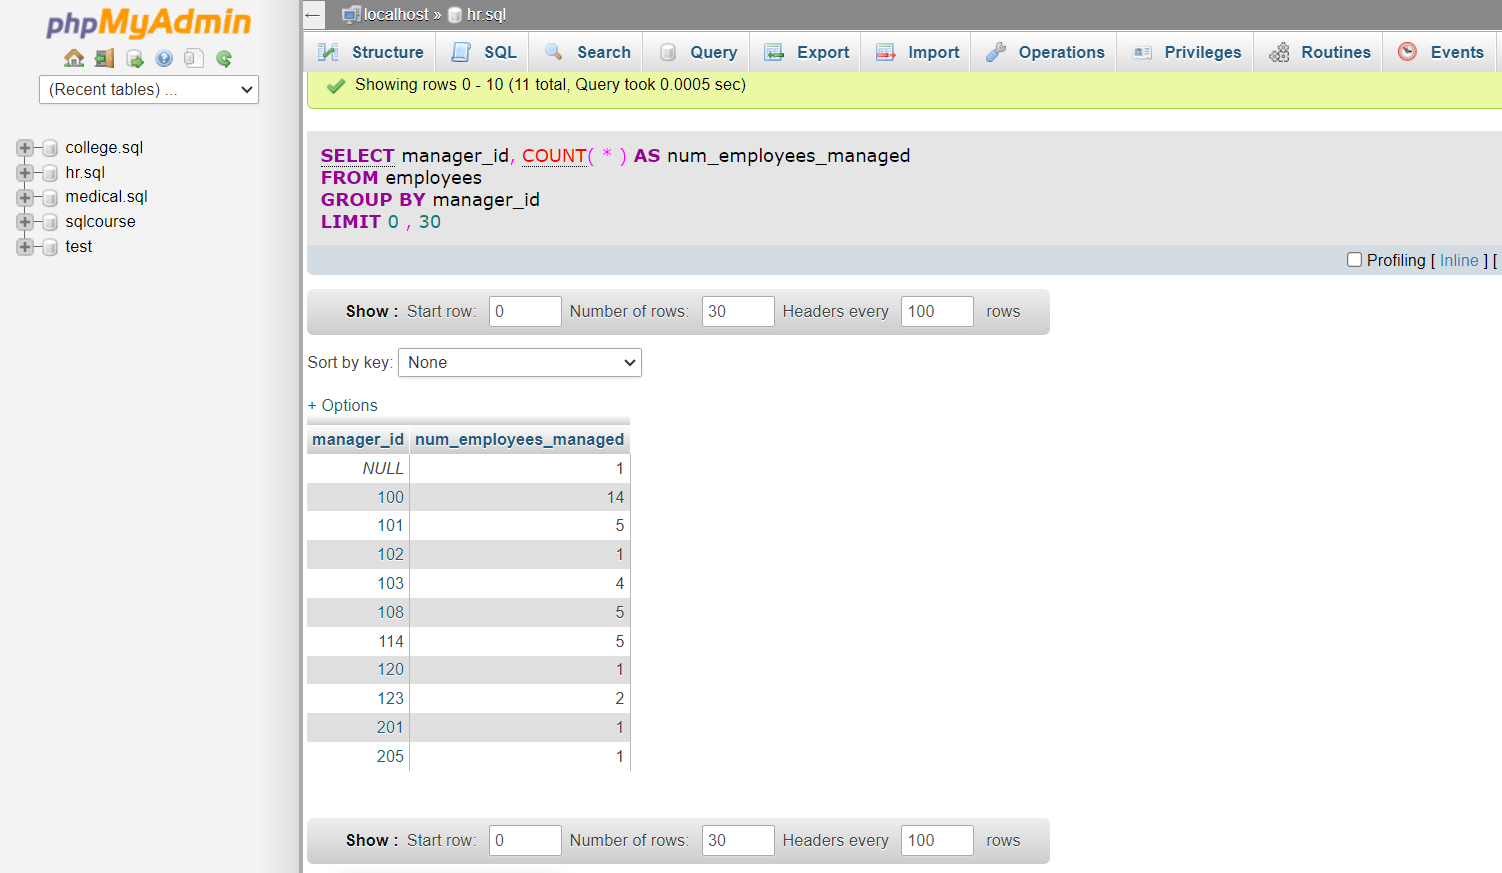 phpMyAdmin
(Recent tables) ...
college.sql
hr.sql
medical.sql
sqlcourse
test
← localhost » hr.sql
Structure SQL Search Query Export Import Operations Privileges Routines Events
Showing rows 0 - 10 (11 total, Query took 0.0005 sec)
SELECT manager_id, COUNT( * ) AS num_employees_managed
FROM employees
GROUP BY manager_id
LIMIT 0 , 30
Profiling [ Inline ] [
Show : Start row: 0 Number of rows: 30 Headers every 100 rows
Sort by key: None
+ Options
manager_id num_employees_managed
NULL 1
100 14
101 5
102 1
103 4
108 5
114 5
120 1
123 2
201 1
205 1
Show : Start row: 0 Number of rows: 30 Headers every 100 rows